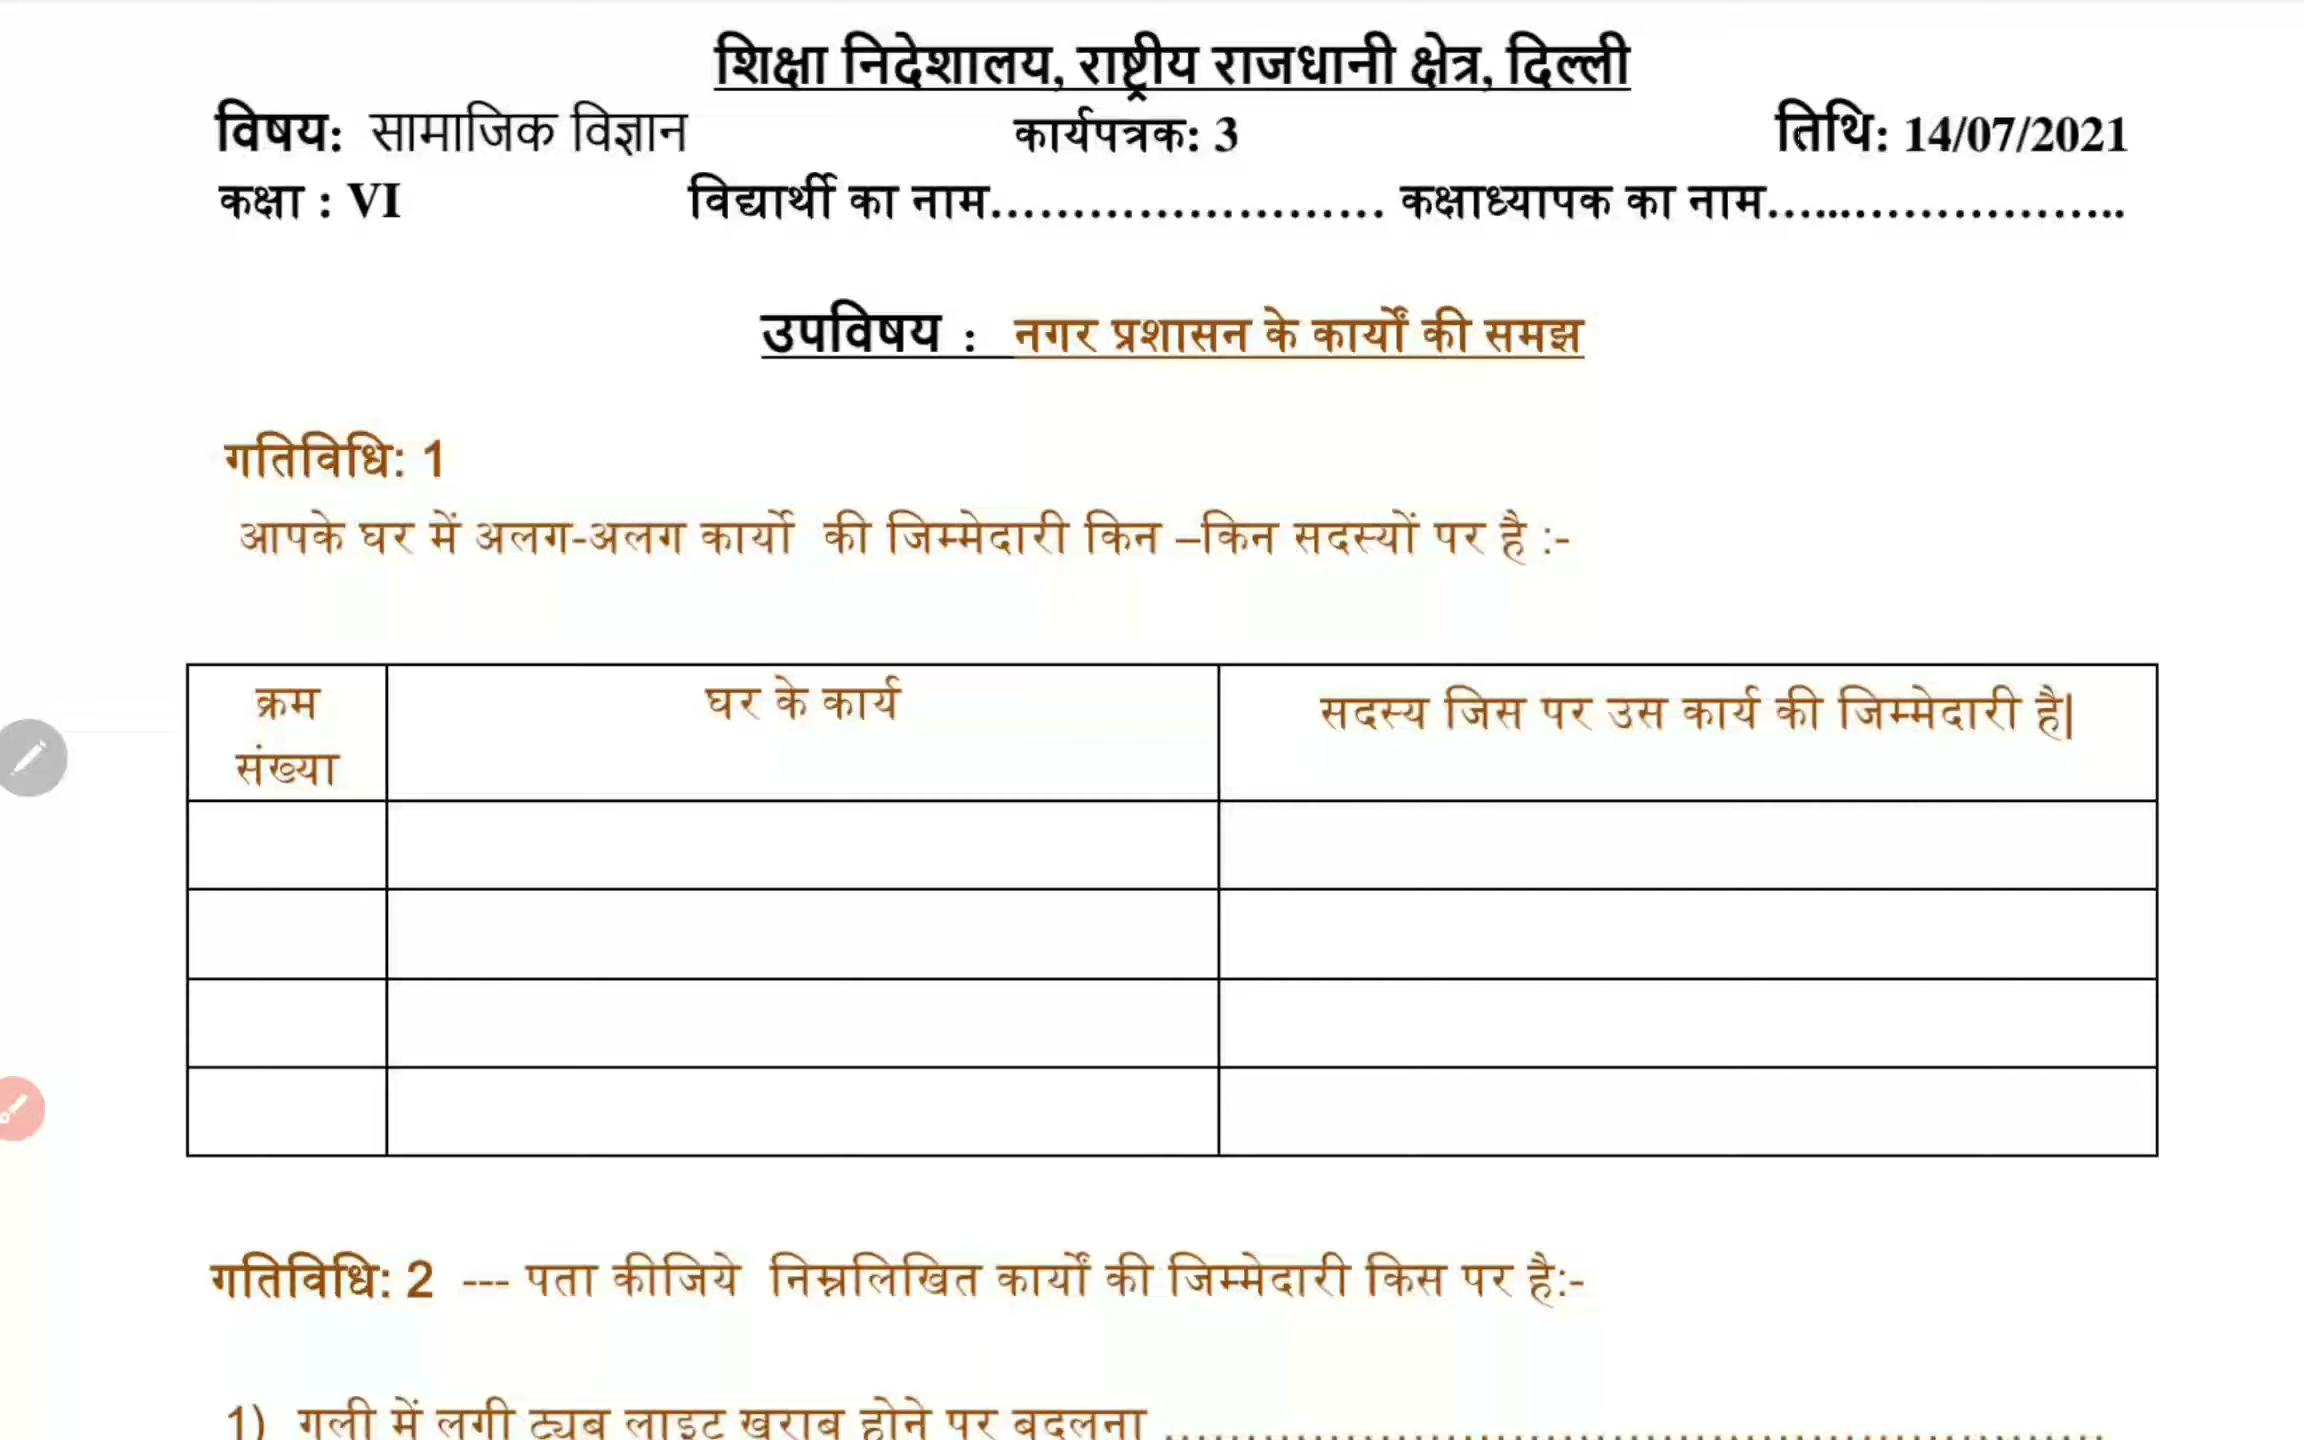 शिक्षा निदेशालय, राष्ट्रीय राजधानी क्षेत्र, दिल्ली
विषय: सामाजिक विज्ञान कार्यपत्रक: 3 तिथि: 14/07/2021
कक्षा : VI विद्यार्थी का नाम........................ कक्षाध्यापक का नाम......................
उपविषय : नगर प्रशासन के कार्यों की समझ
गतिविधि: 1
आपके घर में अलग-अलग कार्यो की जिम्मेदारी किन –किन सदस्यों पर है :-
क्रम संख्या घर के कार्य सदस्य जिस पर उस कार्य की जिम्मेदारी है|
गतिविधि: 2 --- पता कीजिये निम्नलिखित कार्यों की जिम्मेदारी किस पर है:-
1) गली में लगी ट्यूब लाइट खराब होने पर बदलना ............................................................